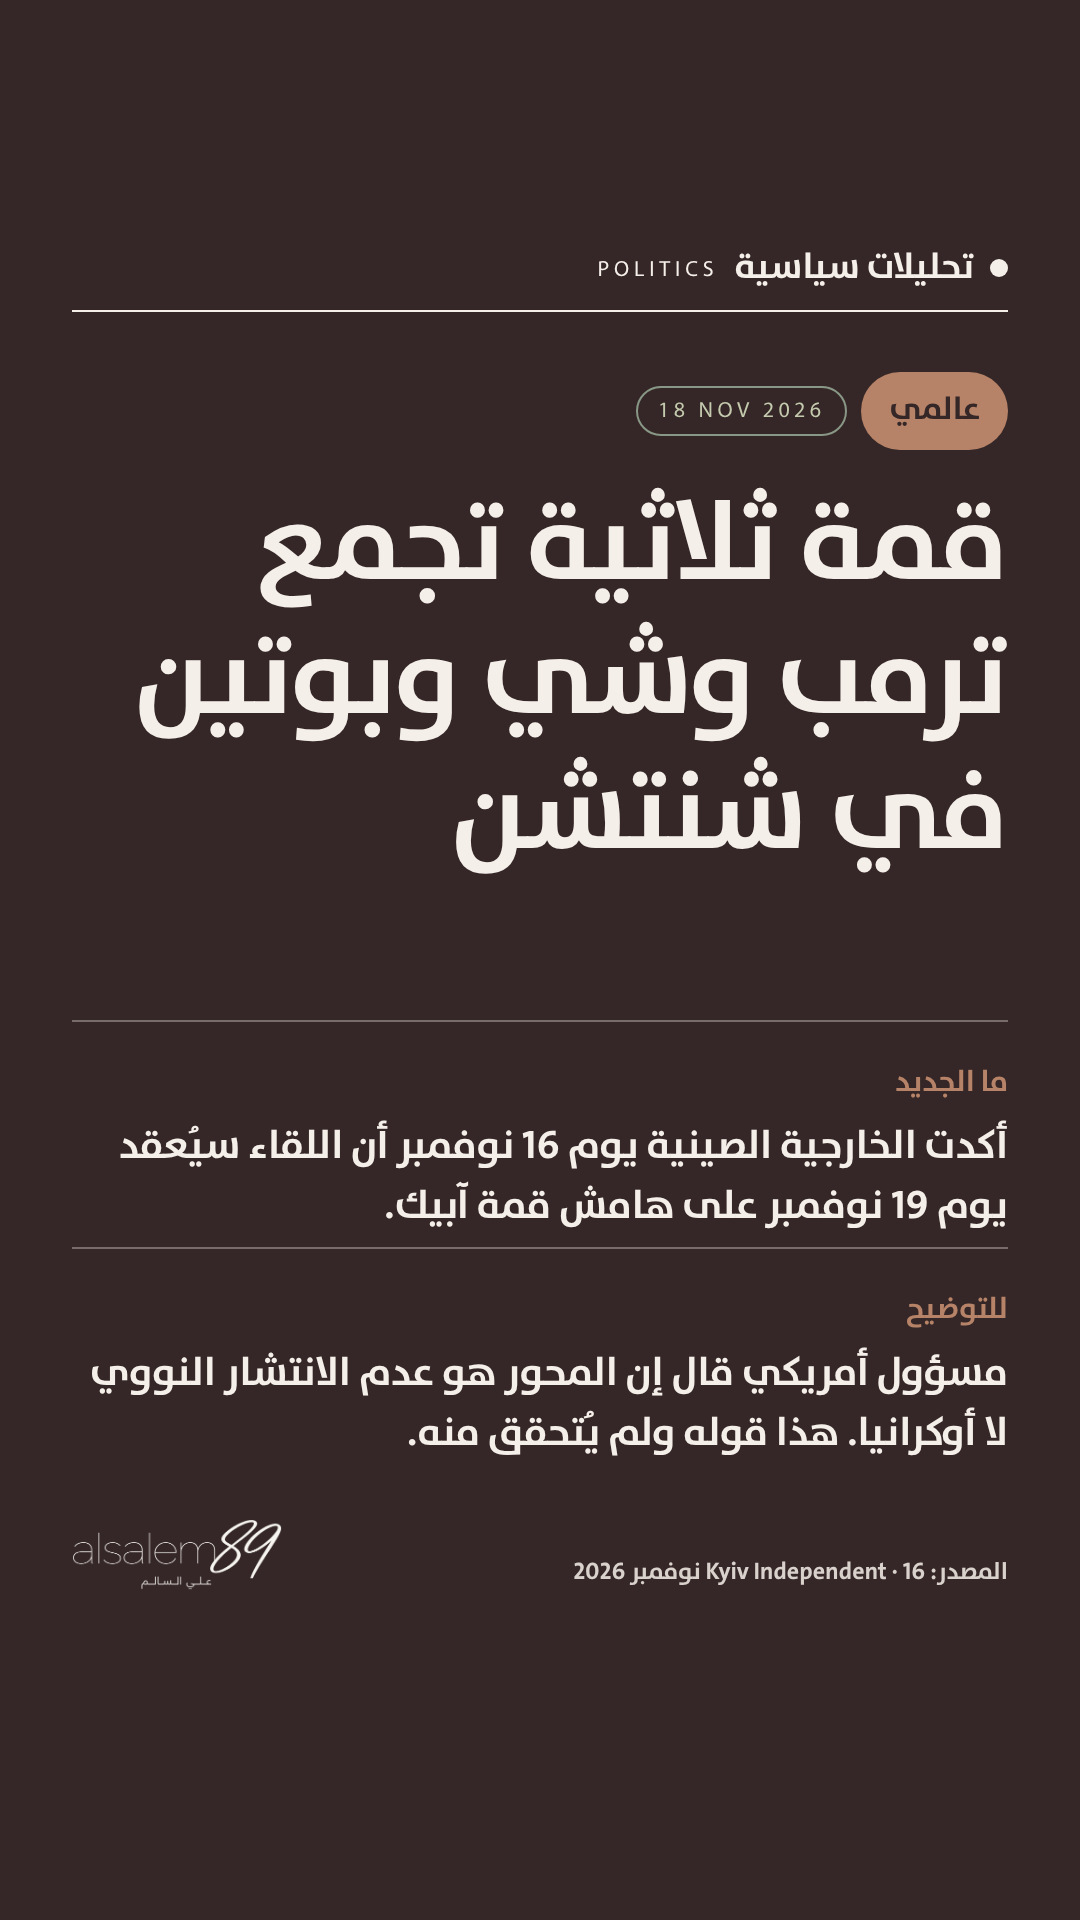 تحليلات سياسية POLITICS
عالمي 18 NOV 2026
قمة ثلاثية تجمع
ترمب وشي وبوتين
في شنتشن
ما الجديد
أكدت الخارجية الصينية يوم 16 نوفمبر أن اللقاء سيُعقد
يوم 19 نوفمبر على هامش قمة آبيك.
للتوضيح
مسؤول أمريكي قال إن المحور هو عدم الانتشار النووي
لا أوكرانيا. هذا قوله ولم يُتحقق منه.
المصدر: Kyiv Independent · 16 نوفمبر 2026
alsalem89
علي السالم